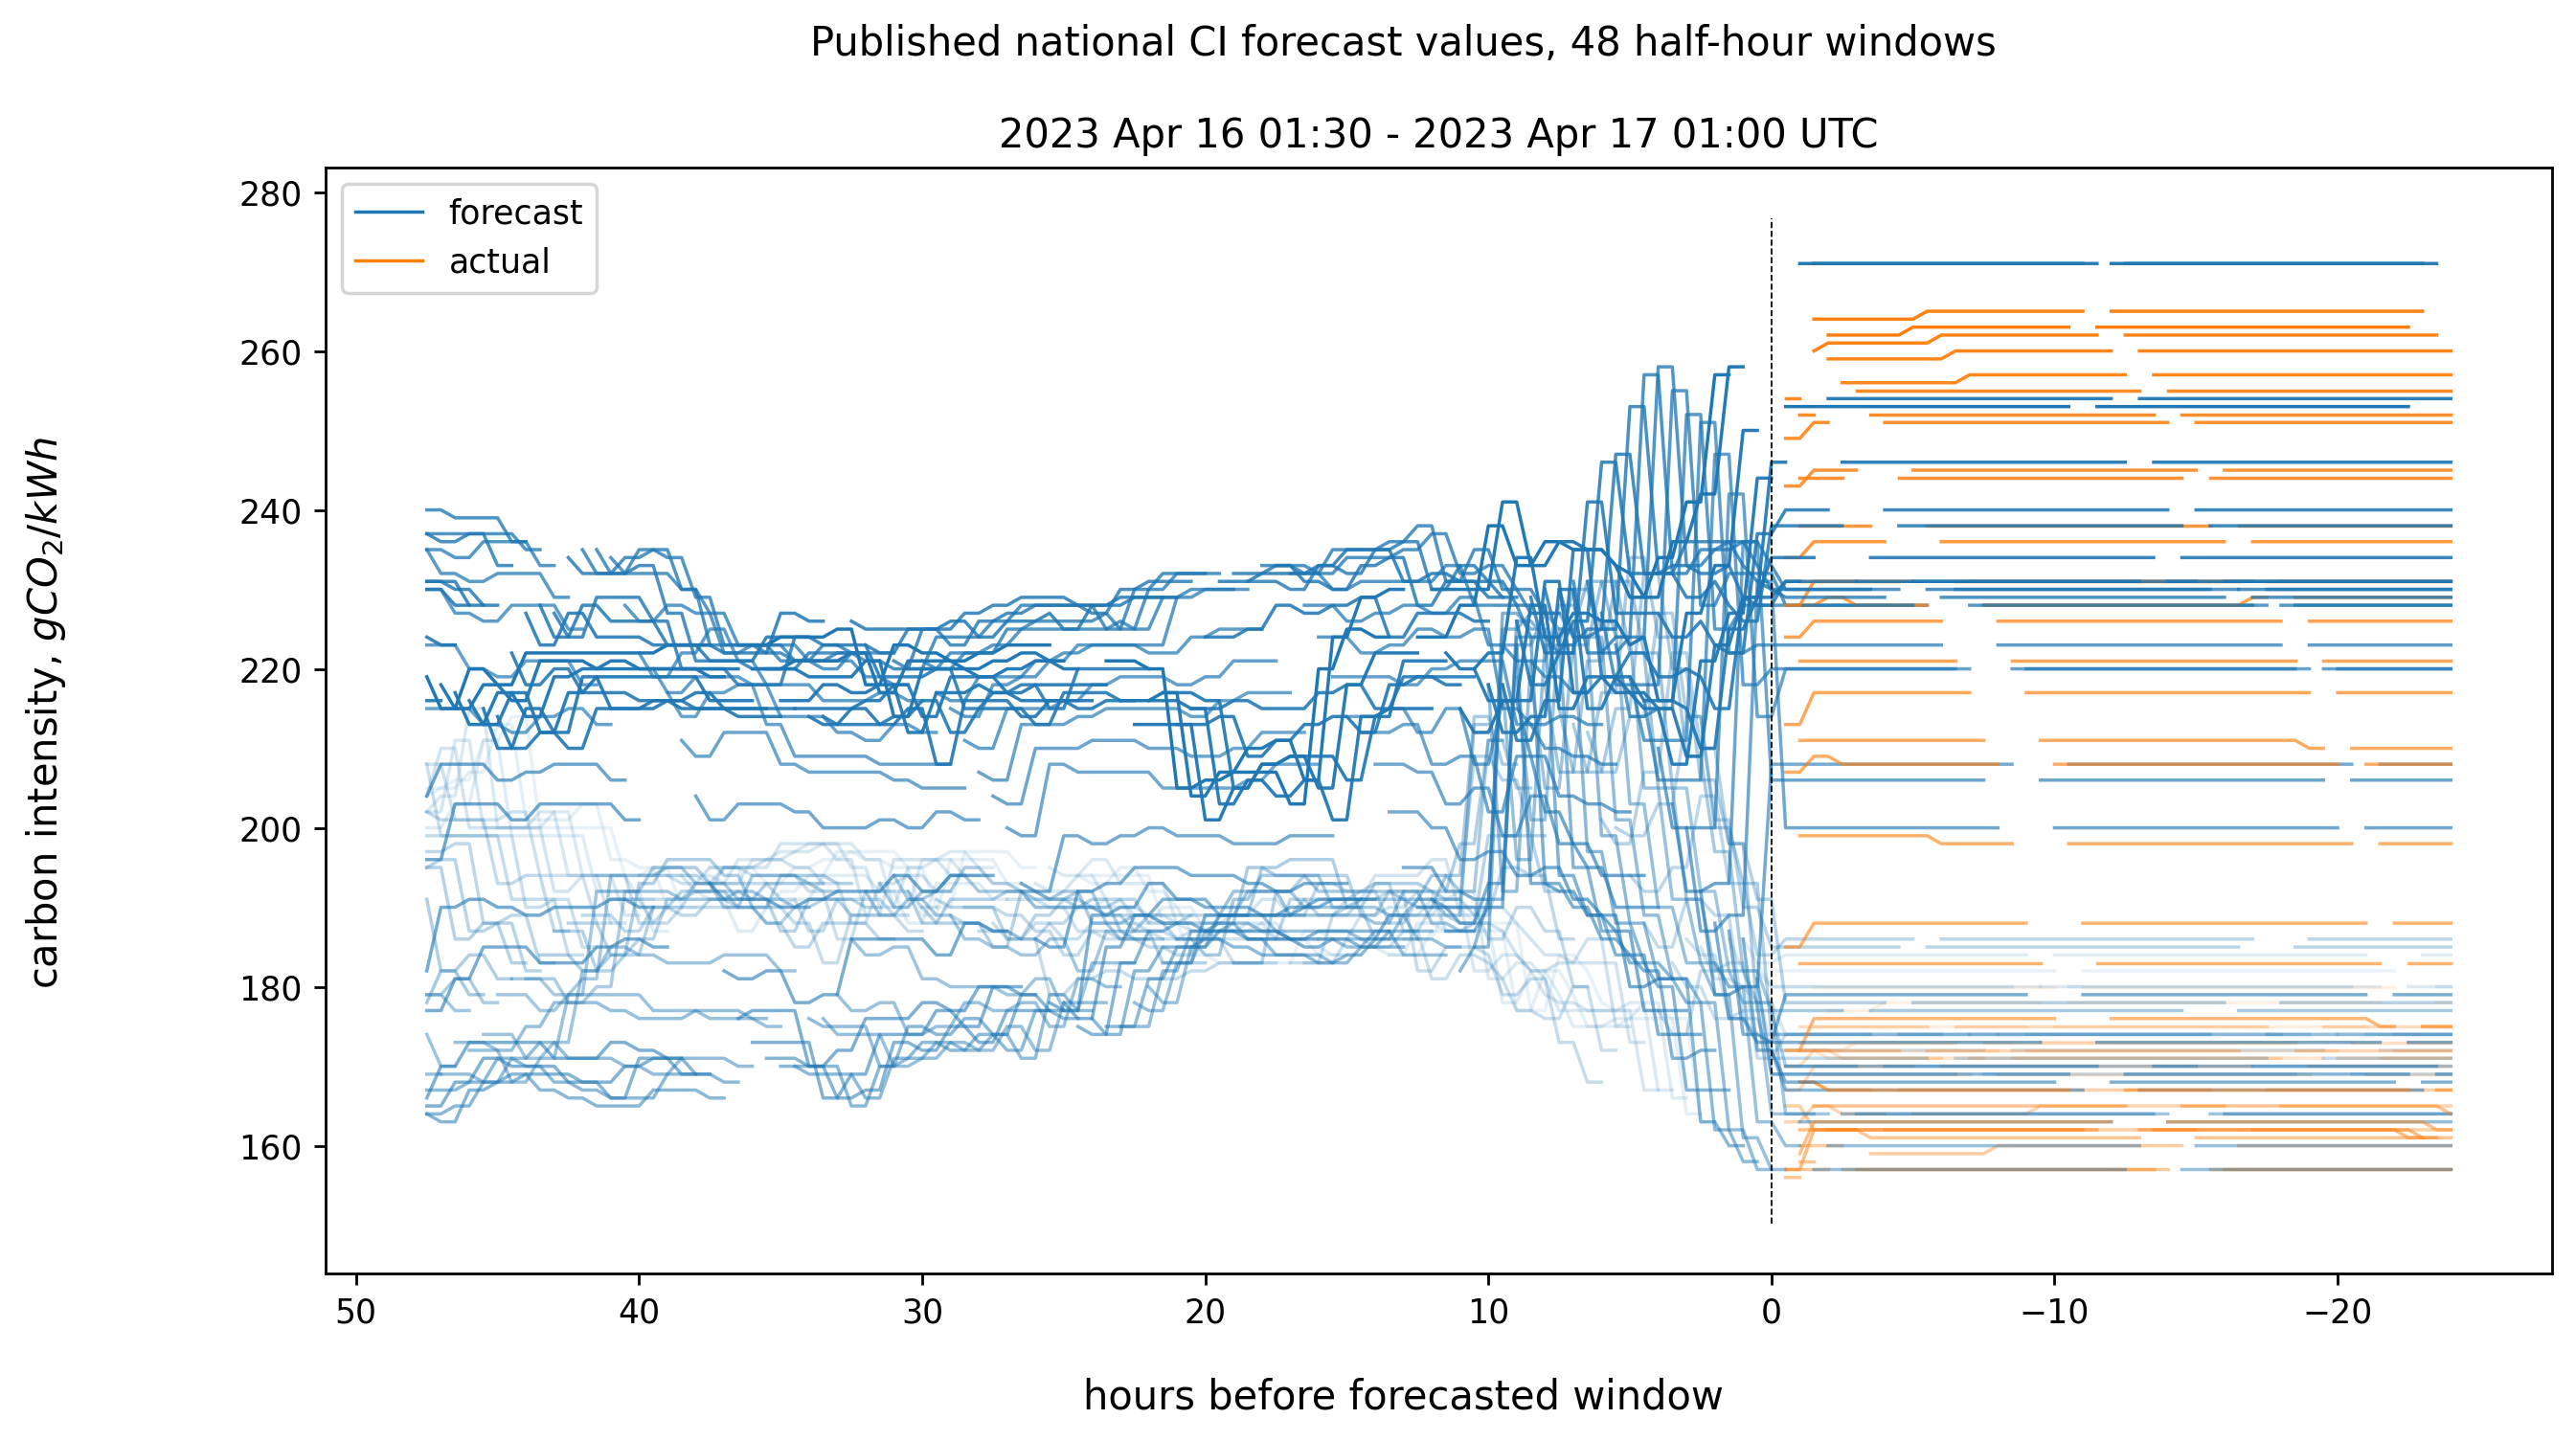 Published national CI forecast values, 48 half-hour windows
2023 Apr 16 01:30 - 2023 Apr 17 01:00 UTC
forecast
actual
carbon intensity, gCO₂/kWh
280
260
240
220
200
180
160
50 40 30 20 10 0 −10 −20
hours before forecasted window